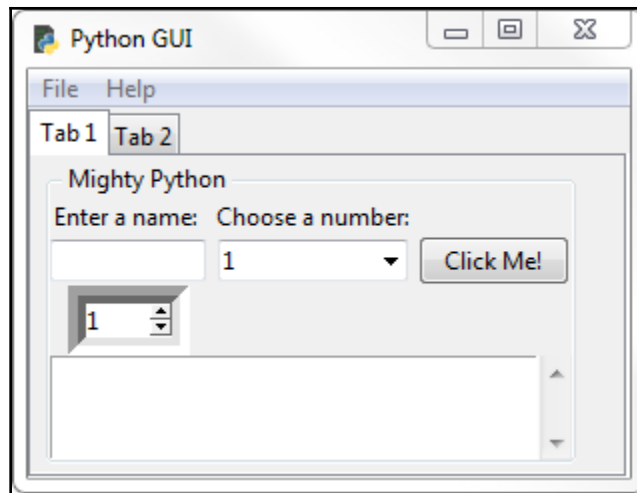 Python GUI
File Help
Tab 1 Tab 2
Mighty Python
Enter a name: Choose a number:
1 Click Me!
1